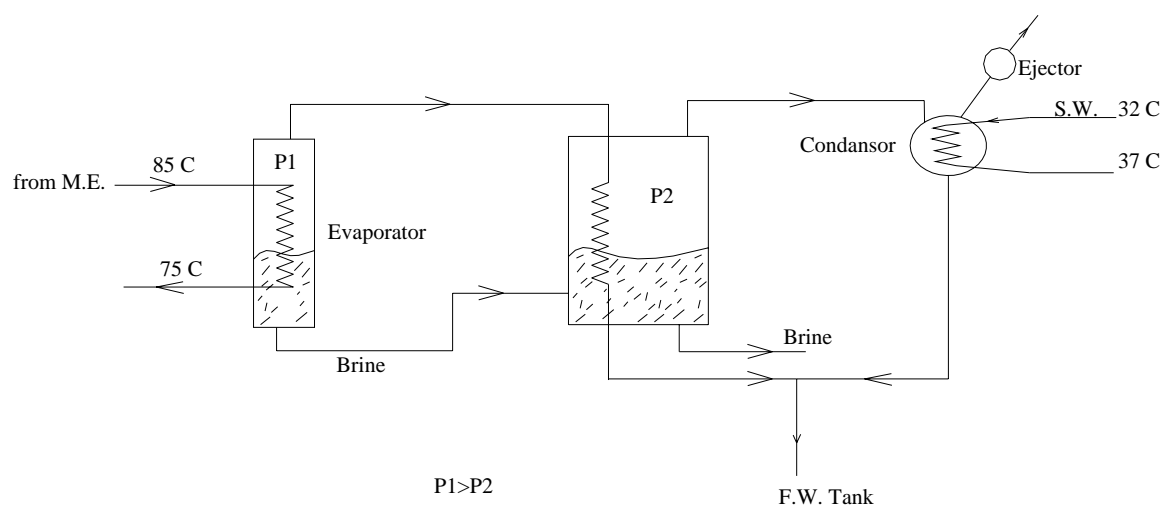 Ejector
S.W. 32 C
P1
Condansor
85 C
37 C
from M.E.
P2
Evaporator
75 C
Brine
Brine
P1>P2
F.W. Tank